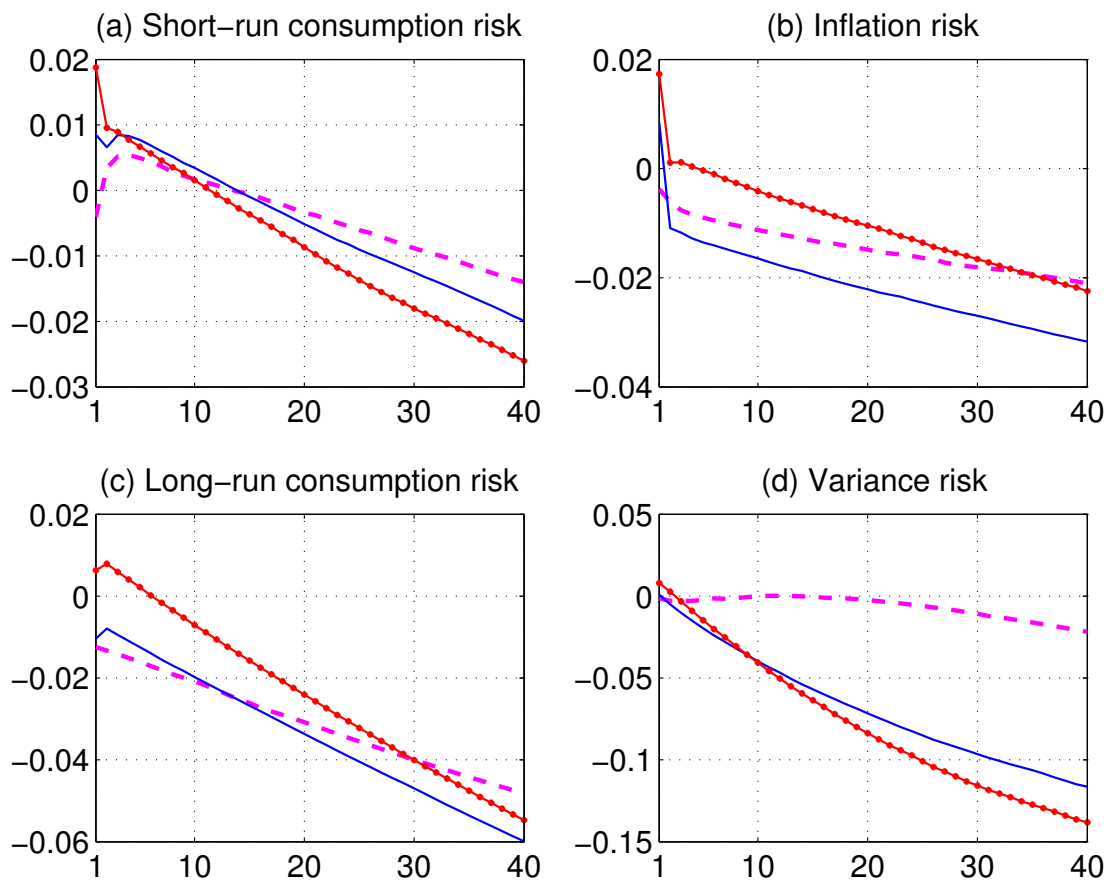 (a) Short−run consumption risk
0.02
0.01
0
−0.01
−0.02
−0.03
1 10 20 30 40
(b) Inflation risk
0.02
0
−0.02
−0.04
1 10 20 30 40
(c) Long−run consumption risk
0.02
0
−0.02
−0.04
−0.06
1 10 20 30 40
(d) Variance risk
0.05
0
−0.05
−0.1
−0.15
1 10 20 30 40